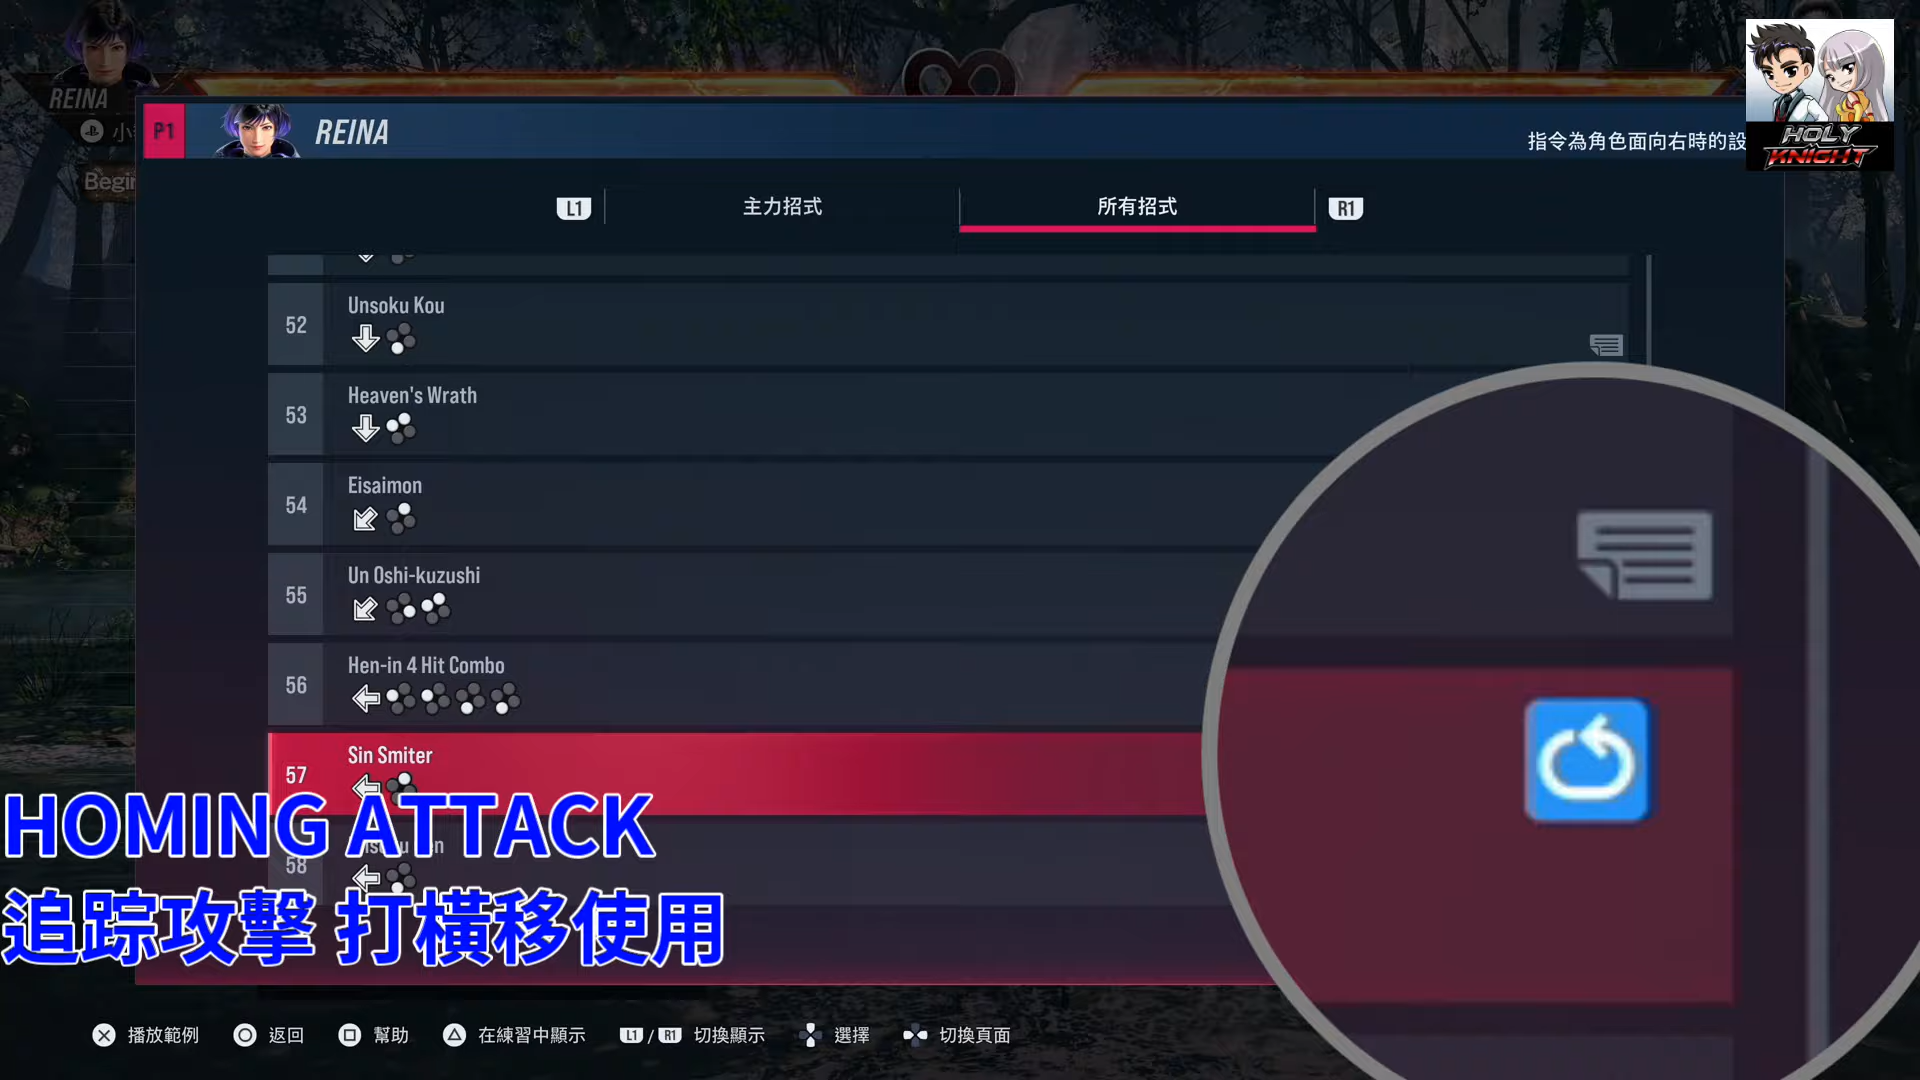 REINA
小
Begin
P1
REINA
指令為角色面向右時的設
HOLY
KNIGHT
L1
主力招式
所有招式
R1
52
Unsoku Kou
53
Heaven's Wrath
54
Eisaimon
55
Un Oshi-kuzushi
56
Hen-in 4 Hit Combo
57
Sin Smiter
58
HOMING ATTACK
追踪攻擊 打橫移使用
播放範例 返回 幫助 在練習中顯示 L1/R1 切換顯示 選擇 切換頁面